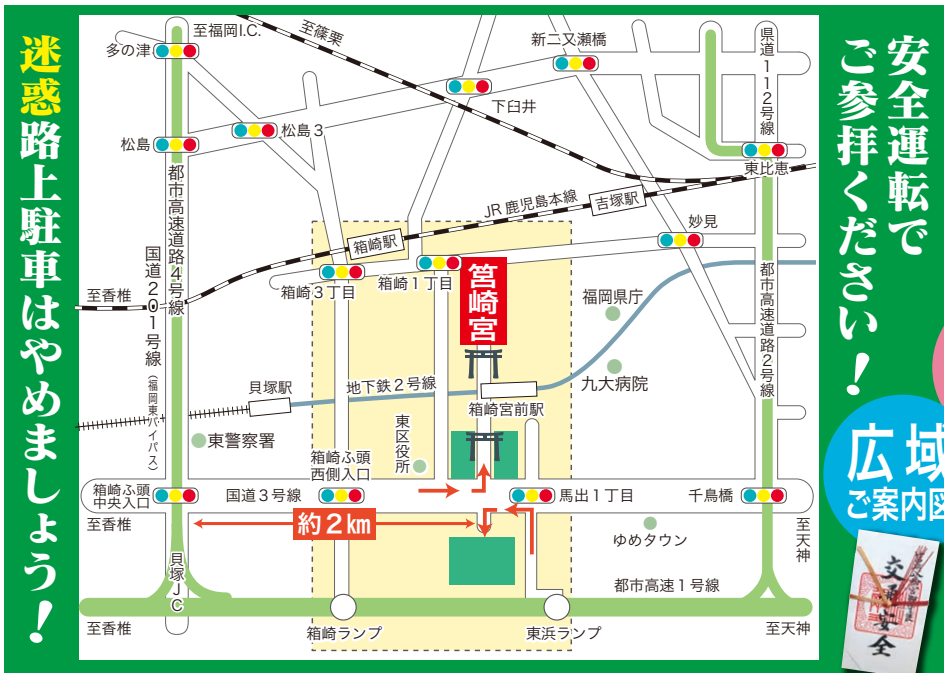 安全運転で
ご参拝ください！
迷惑路上駐車はやめましょう！
広域
ご案内図
交通安全
至福岡I.C.
至篠栗
多の津
新二又瀬橋
県道112号線
下臼井
松島3
松島
東比恵
都市高速道路4号線
国道201号線
(福岡東バイパス)
JR鹿児島本線
吉塚駅
妙見
箱崎駅
箱崎3丁目
箱崎1丁目
筥崎宮
至香椎
福岡県庁
都市高速道路2号線
九大病院
貝塚駅
地下鉄2号線
箱崎宮前駅
東警察署
東区役所
箱崎ふ頭
西側入口
箱崎ふ頭
中央入口
国道3号線
馬出1丁目
千鳥橋
至香椎
約2km
ゆめタウン
至天神
貝塚JC
都市高速1号線
至香椎
箱崎ランプ
東浜ランプ
至天神